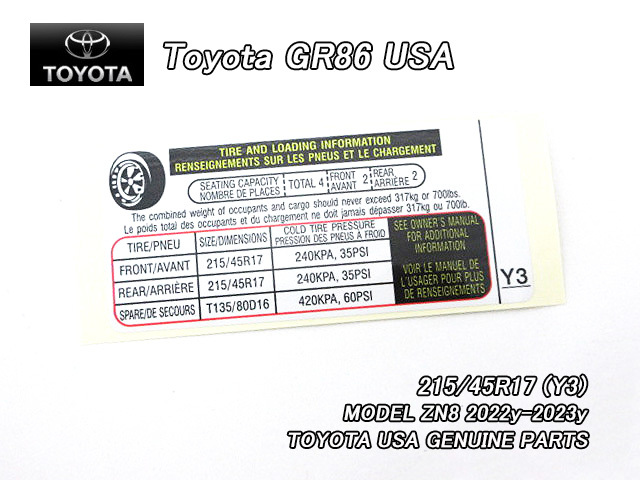 TOYOTA
Toyota GR86 USA
TIRE AND LOADING INFORMATION
RENSEIGNEMENTS SUR LES PNEUS ET LE CHARGEMENT
SEATING CAPACITY
NOMBRE DE PLACES
TOTAL 4
FRONT
AVANT 2
REAR
ARRIÈRE 2
The combined weight of occupants and cargo should never exceed 317kg or 700lbs.
Le poids total des occupants et du chargement ne doit jamais dépasser 317 kg ou 700lb.
TIRE/PNEU
SIZE/DIMENSIONS
COLD TIRE PRESSURE
PRESSION DES PNEUS À FROID
FRONT/AVANT
215/45R17
240KPA, 35PSI
REAR/ARRIÈRE
215/45R17
240KPA, 35PSI
SPARE/DE SECOURS
T135/80D16
420KPA, 60PSI
SEE OWNER'S MANUAL
FOR ADDITIONAL
INFORMATION
VOIR LE MANUEL DE
L'USAGER POUR PLUS
DE RENSEIGNEMENTS
Y3
215/45R17 (Y3)
MODEL ZN8 2022y-2023y
TOYOTA USA GENUINE PARTS